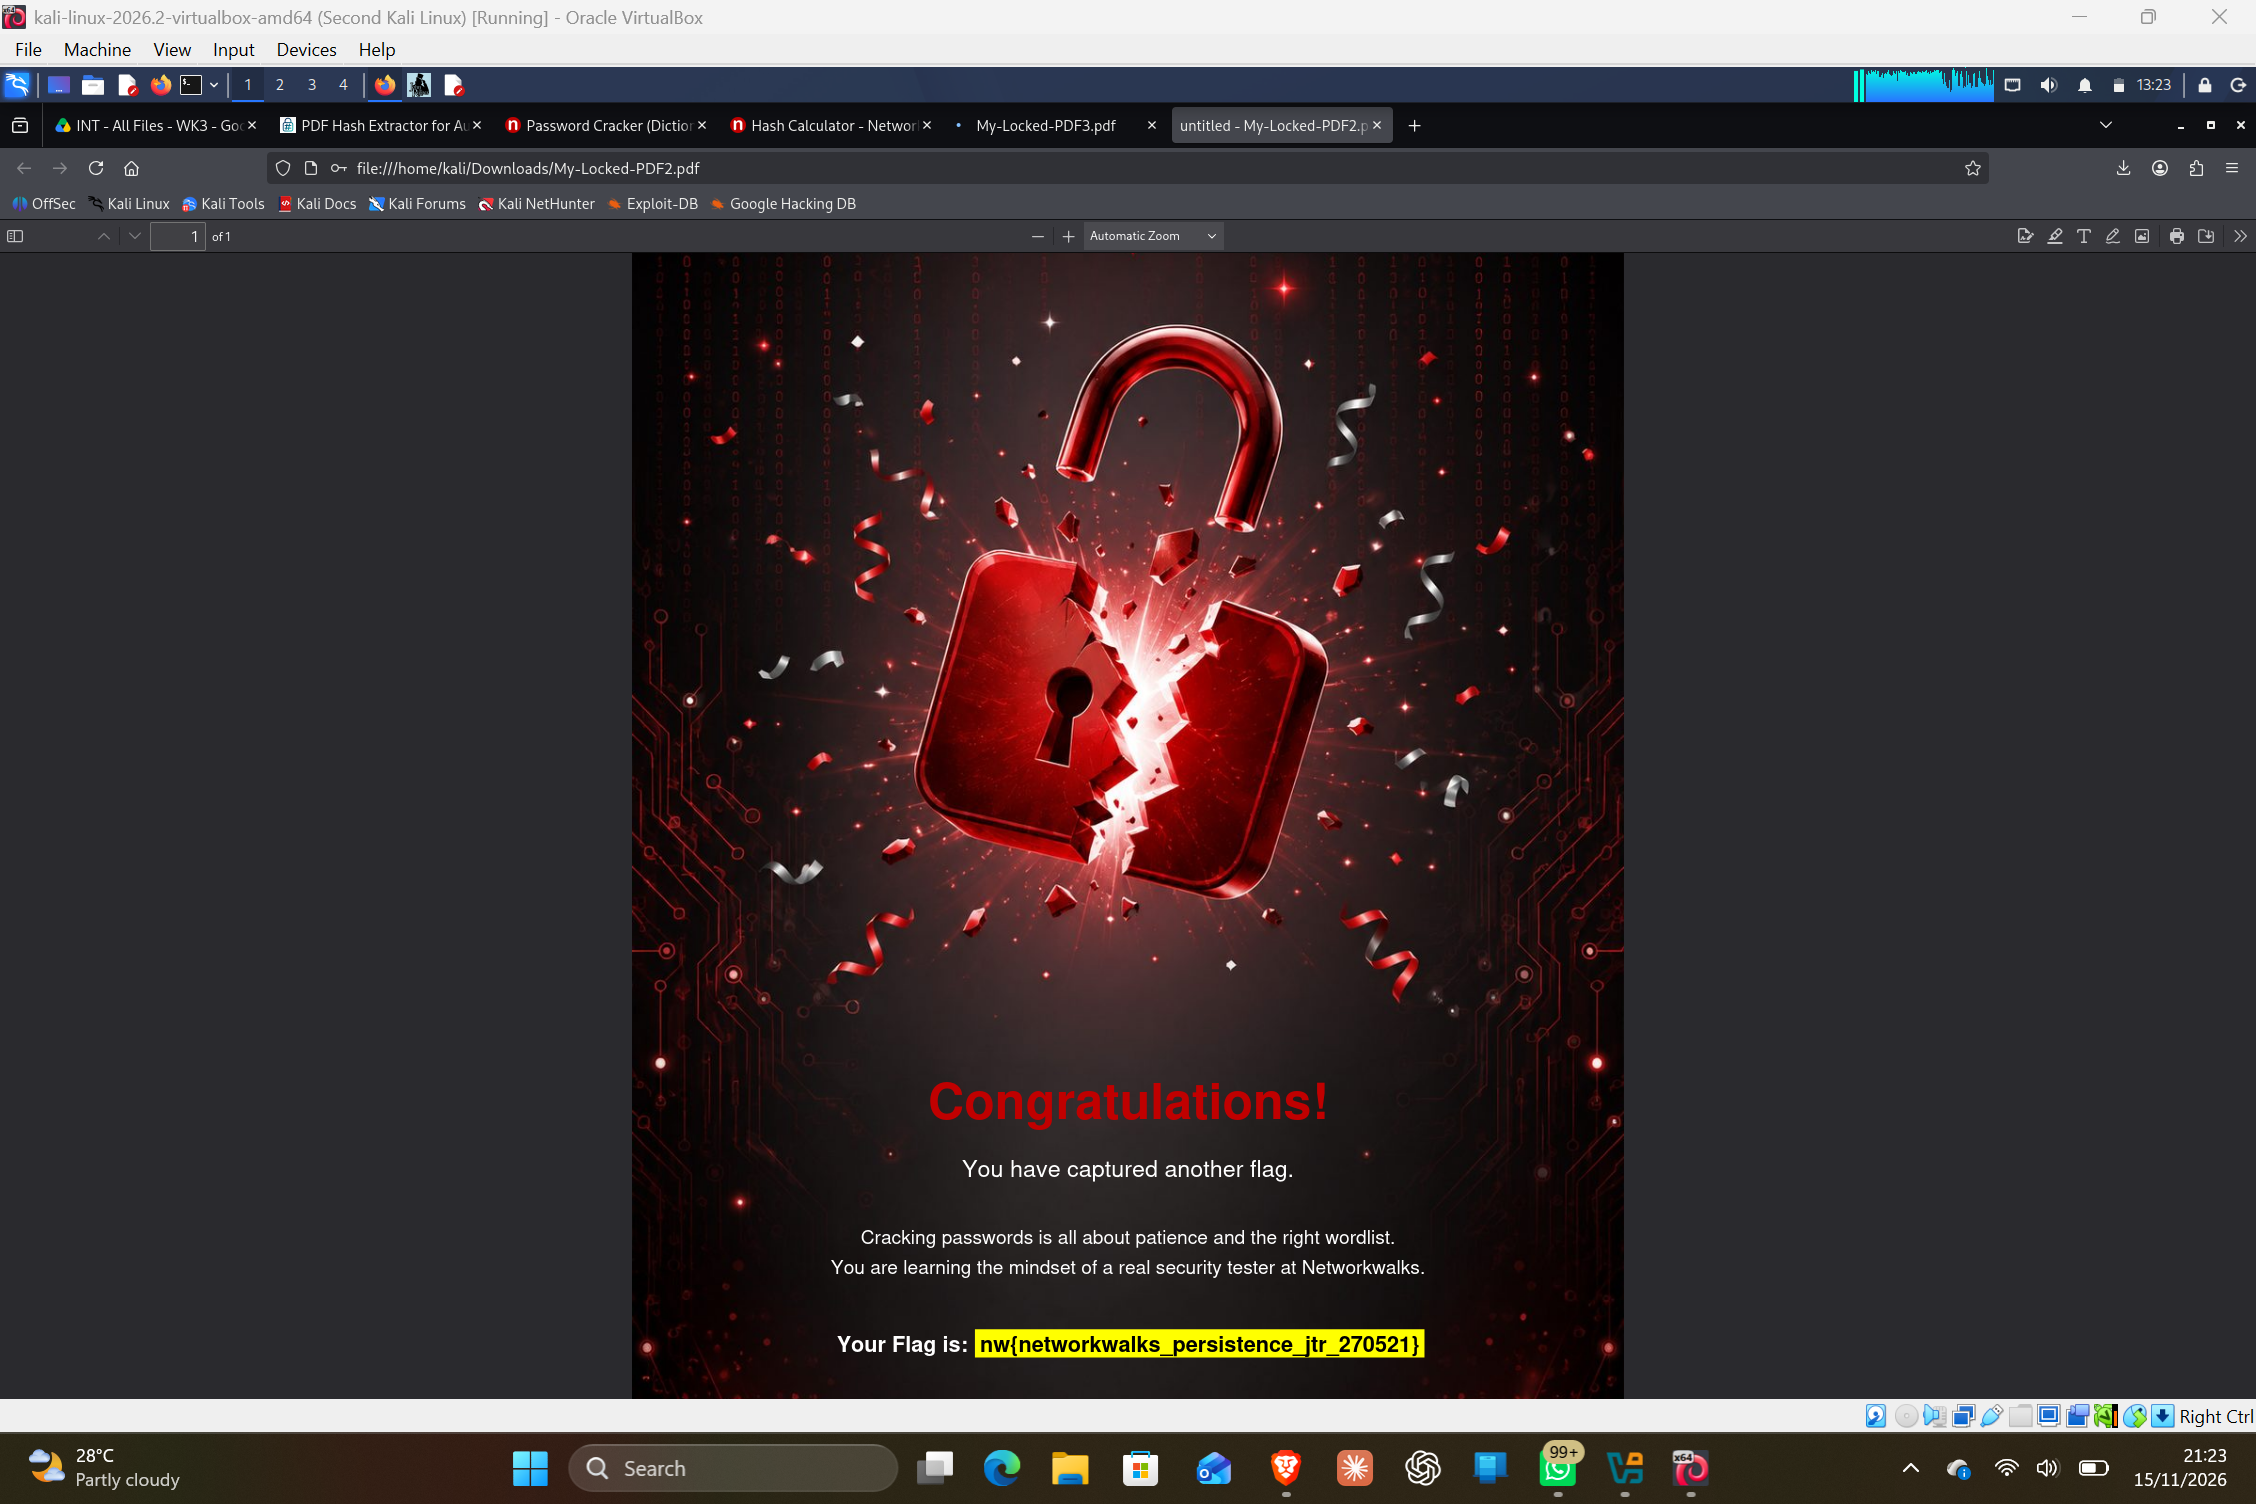 kali-linux-2026.2-virtualbox-amd64 (Second Kali Linux) [Running] - Oracle VirtualBox
File Machine View Input Devices Help
1 2 3 4 13:23
INT - All Files - WK3 - Goo PDF Hash Extractor for Au Password Cracker (Diction Hash Calculator - Networ My-Locked-PDF3.pdf untitled - My-Locked-PDF2.p
file:///home/kali/Downloads/My-Locked-PDF2.pdf
OffSec Kali Linux Kali Tools Kali Docs Kali Forums Kali NetHunter Exploit-DB Google Hacking DB
1 of 1 Automatic Zoom
Congratulations!
You have captured another flag.
Cracking passwords is all about patience and the right wordlist.
You are learning the mindset of a real security tester at Networkwalks.
Your Flag is: nw{networkwalks_persistence_jtr_270521}
Right Ctrl
28°C
Partly cloudy
Search
99+
x64
21:23
15/11/2026